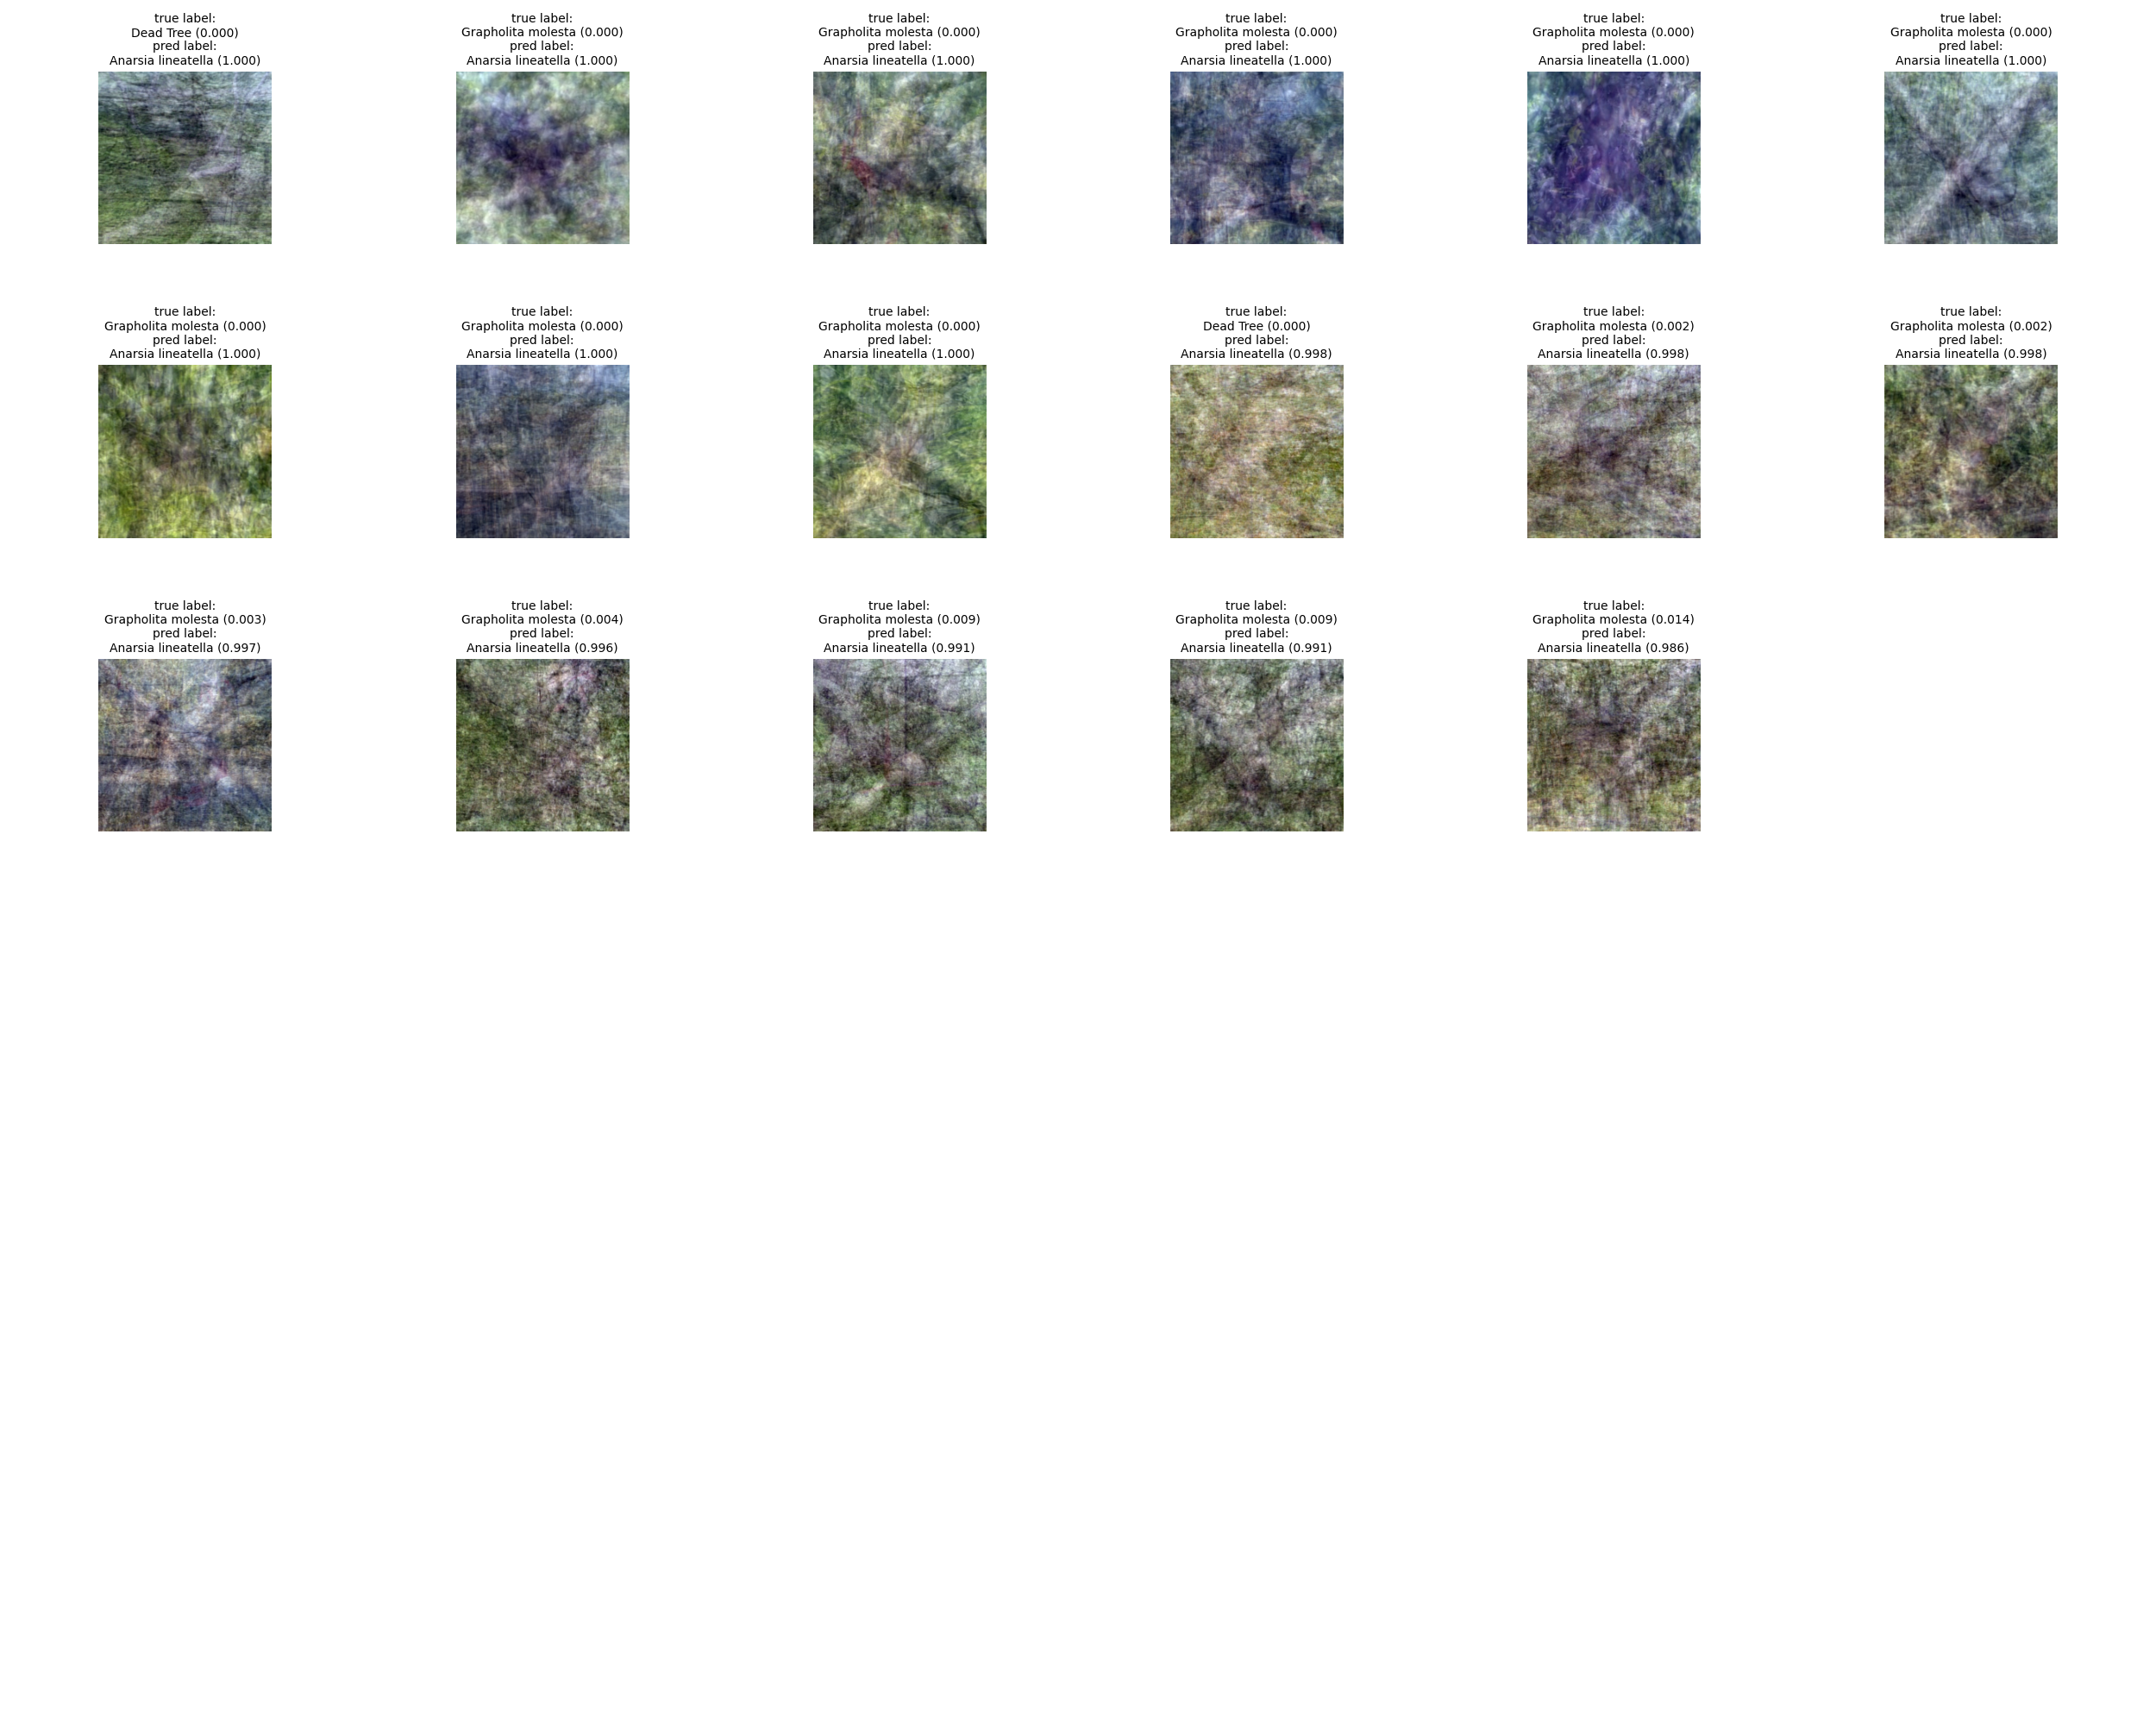 true label:
Dead Tree (0.000)
pred label:
Anarsia lineatella (1.000)
true label:
Grapholita molesta (0.000)
pred label:
Anarsia lineatella (1.000)
true label:
Grapholita molesta (0.000)
pred label:
Anarsia lineatella (1.000)
true label:
Grapholita molesta (0.000)
pred label:
Anarsia lineatella (1.000)
true label:
Grapholita molesta (0.000)
pred label:
Anarsia lineatella (1.000)
true label:
Grapholita molesta (0.000)
pred label:
Anarsia lineatella (1.000)
true label:
Grapholita molesta (0.000)
pred label:
Anarsia lineatella (1.000)
true label:
Grapholita molesta (0.000)
pred label:
Anarsia lineatella (1.000)
true label:
Grapholita molesta (0.000)
pred label:
Anarsia lineatella (1.000)
true label:
Dead Tree (0.000)
pred label:
Anarsia lineatella (0.998)
true label:
Grapholita molesta (0.002)
pred label:
Anarsia lineatella (0.998)
true label:
Grapholita molesta (0.002)
pred label:
Anarsia lineatella (0.998)
true label:
Grapholita molesta (0.003)
pred label:
Anarsia lineatella (0.997)
true label:
Grapholita molesta (0.004)
pred label:
Anarsia lineatella (0.996)
true label:
Grapholita molesta (0.009)
pred label:
Anarsia lineatella (0.991)
true label:
Grapholita molesta (0.009)
pred label:
Anarsia lineatella (0.991)
true label:
Grapholita molesta (0.014)
pred label:
Anarsia lineatella (0.986)